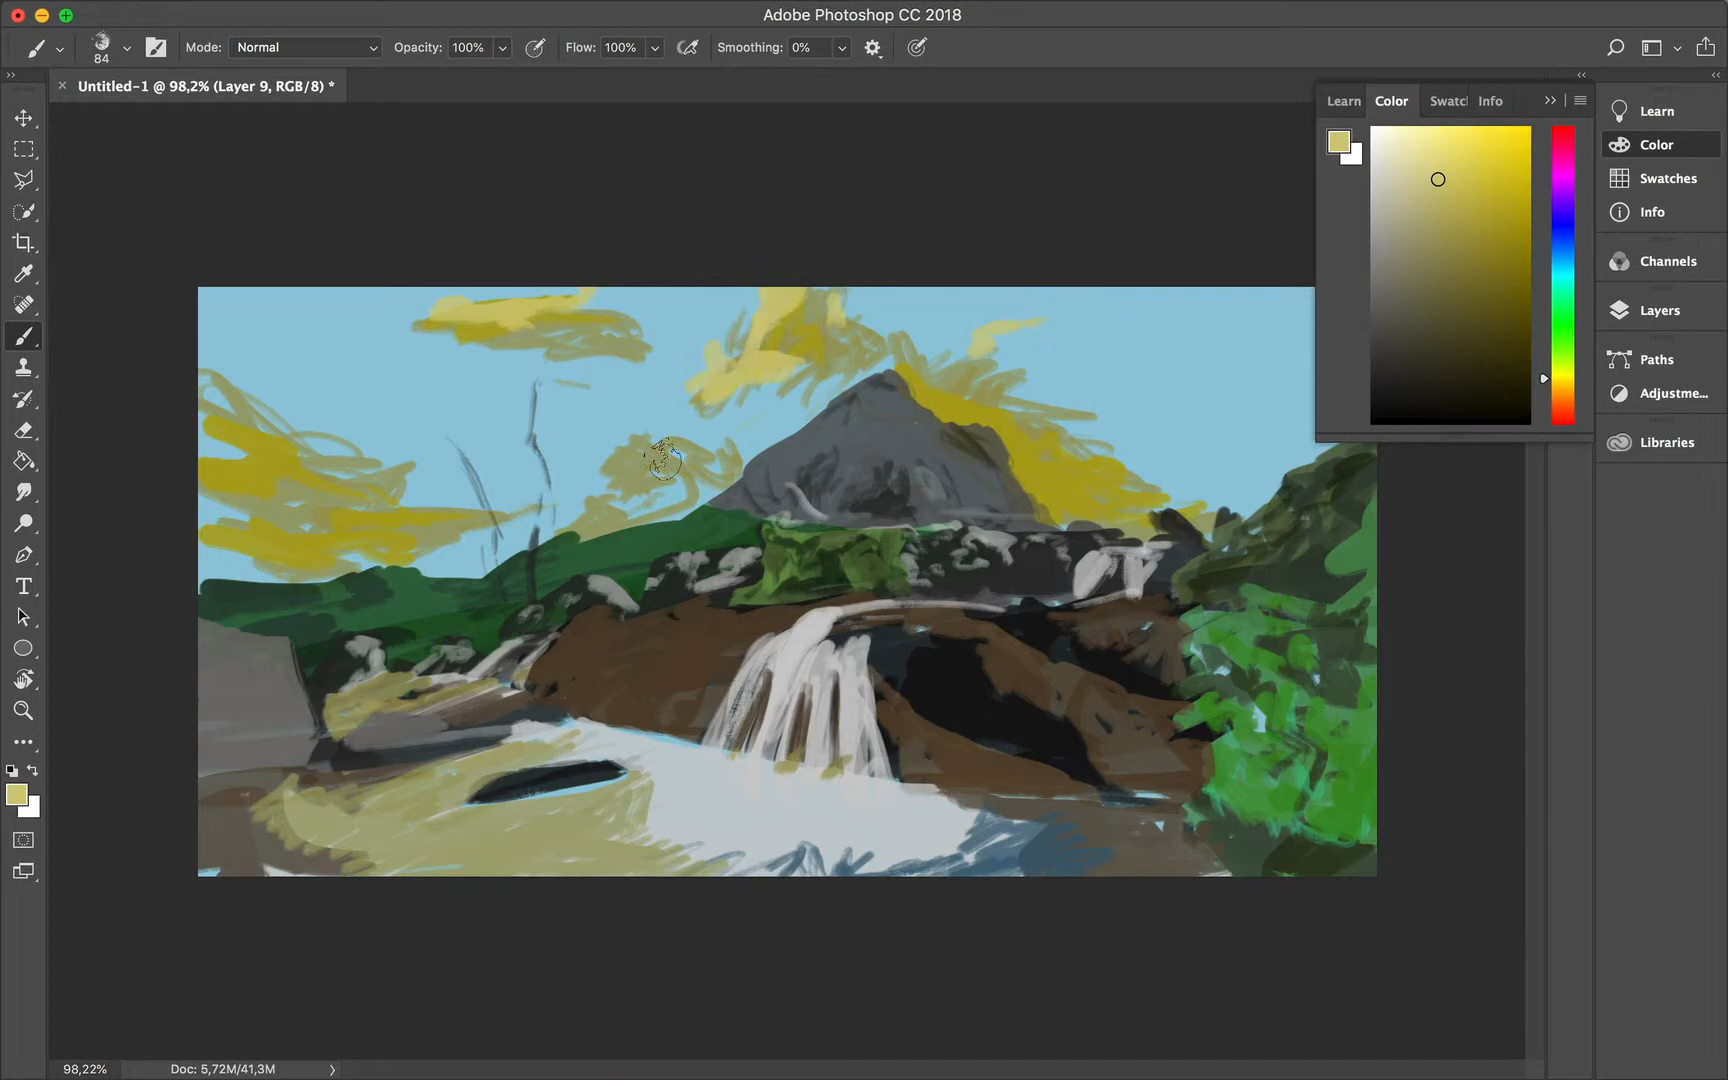 Adobe Photoshop CC 2018
84
Mode: Normal
Opacity: 100%
Flow: 100%
Smoothing: 0%
Untitled-1 @ 98,2% (Layer 9, RGB/8) *
Learn
Color
Swatc
Info
Learn
Color
Swatches
Info
Channels
Layers
Paths
Adjustme...
Libraries
98,22%
Doc: 5,72M/41,3M